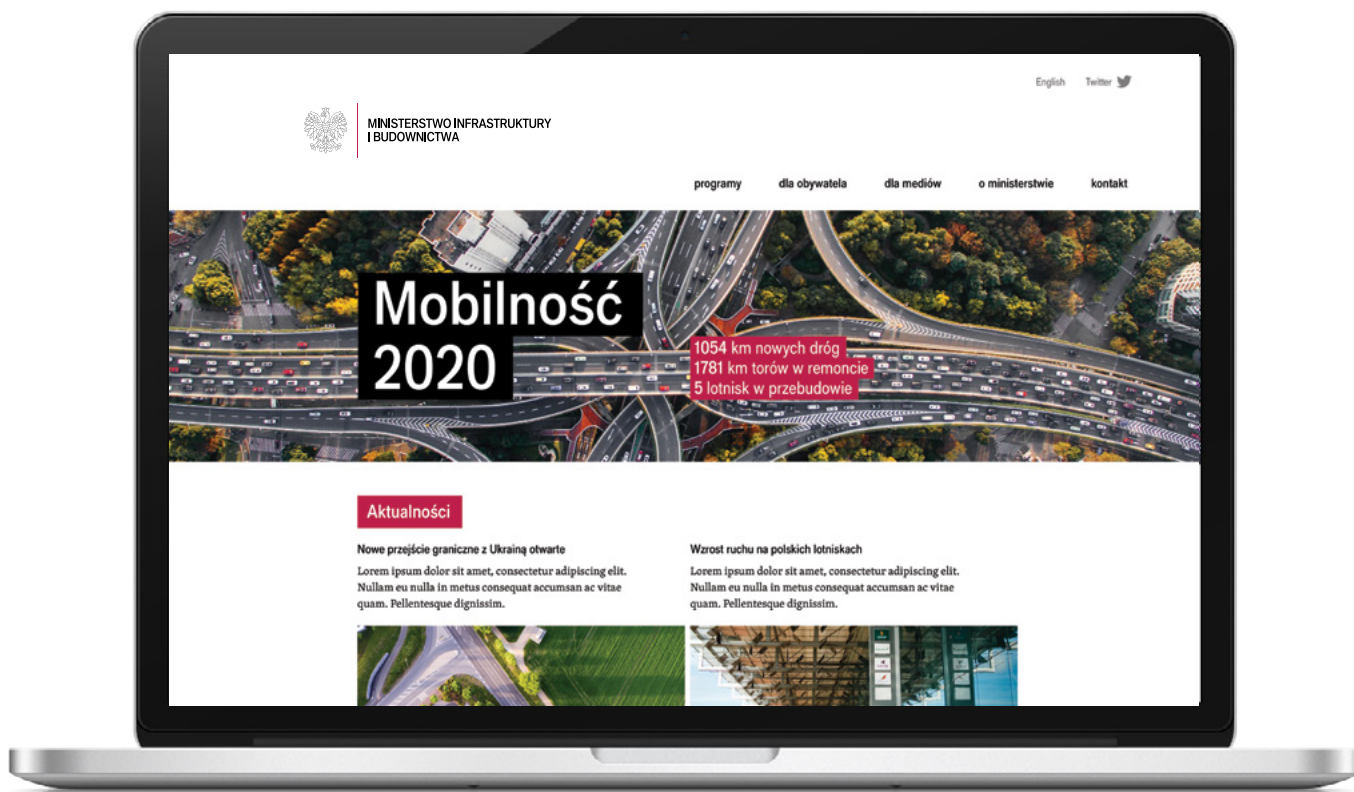 English Twitter
MINISTERSTWO INFRASTRUKTURY
I BUDOWNICTWA
programy dla obywatela dla mediów o ministerstwie kontakt
Mobilność
2020
1054 km nowych dróg
1781 km torów w remoncie
5 lotnisk w przebudowie
Aktualności
Nowe przejście graniczne z Ukrainą otwarte
Lorem ipsum dolor sit amet, consectetur adipiscing elit.
Nullam eu nulla in metus consequat accumsan ac vitae
quam. Pellentesque dignissim.
Wzrost ruchu na polskich lotniskach
Lorem ipsum dolor sit amet, consectetur adipiscing elit.
Nullam eu nulla in metus consequat accumsan ac vitae
quam. Pellentesque dignissim.